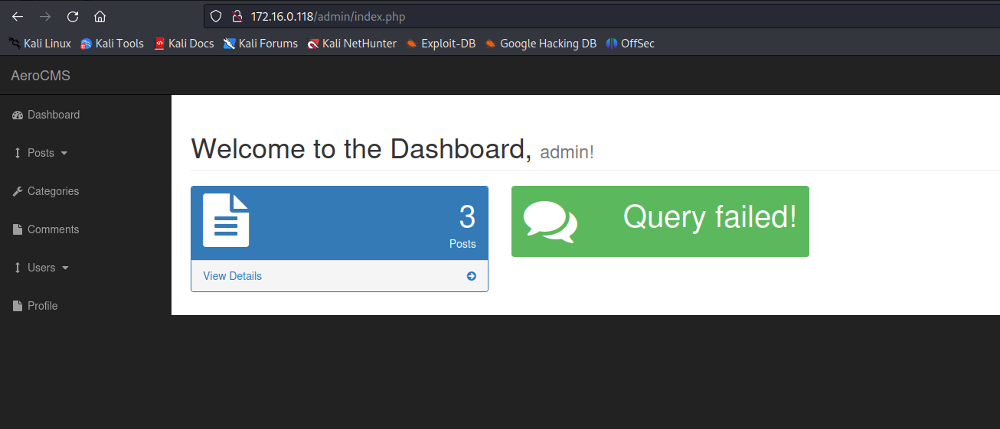 172.16.0.118/admin/index.php
Kali Linux Kali Tools Kali Docs Kali Forums Kali NetHunter Exploit-DB Google Hacking DB OffSec
AeroCMS
Dashboard
Posts
Categories
Comments
Users
Profile
Welcome to the Dashboard, admin!
3
Posts
View Details
Query failed!